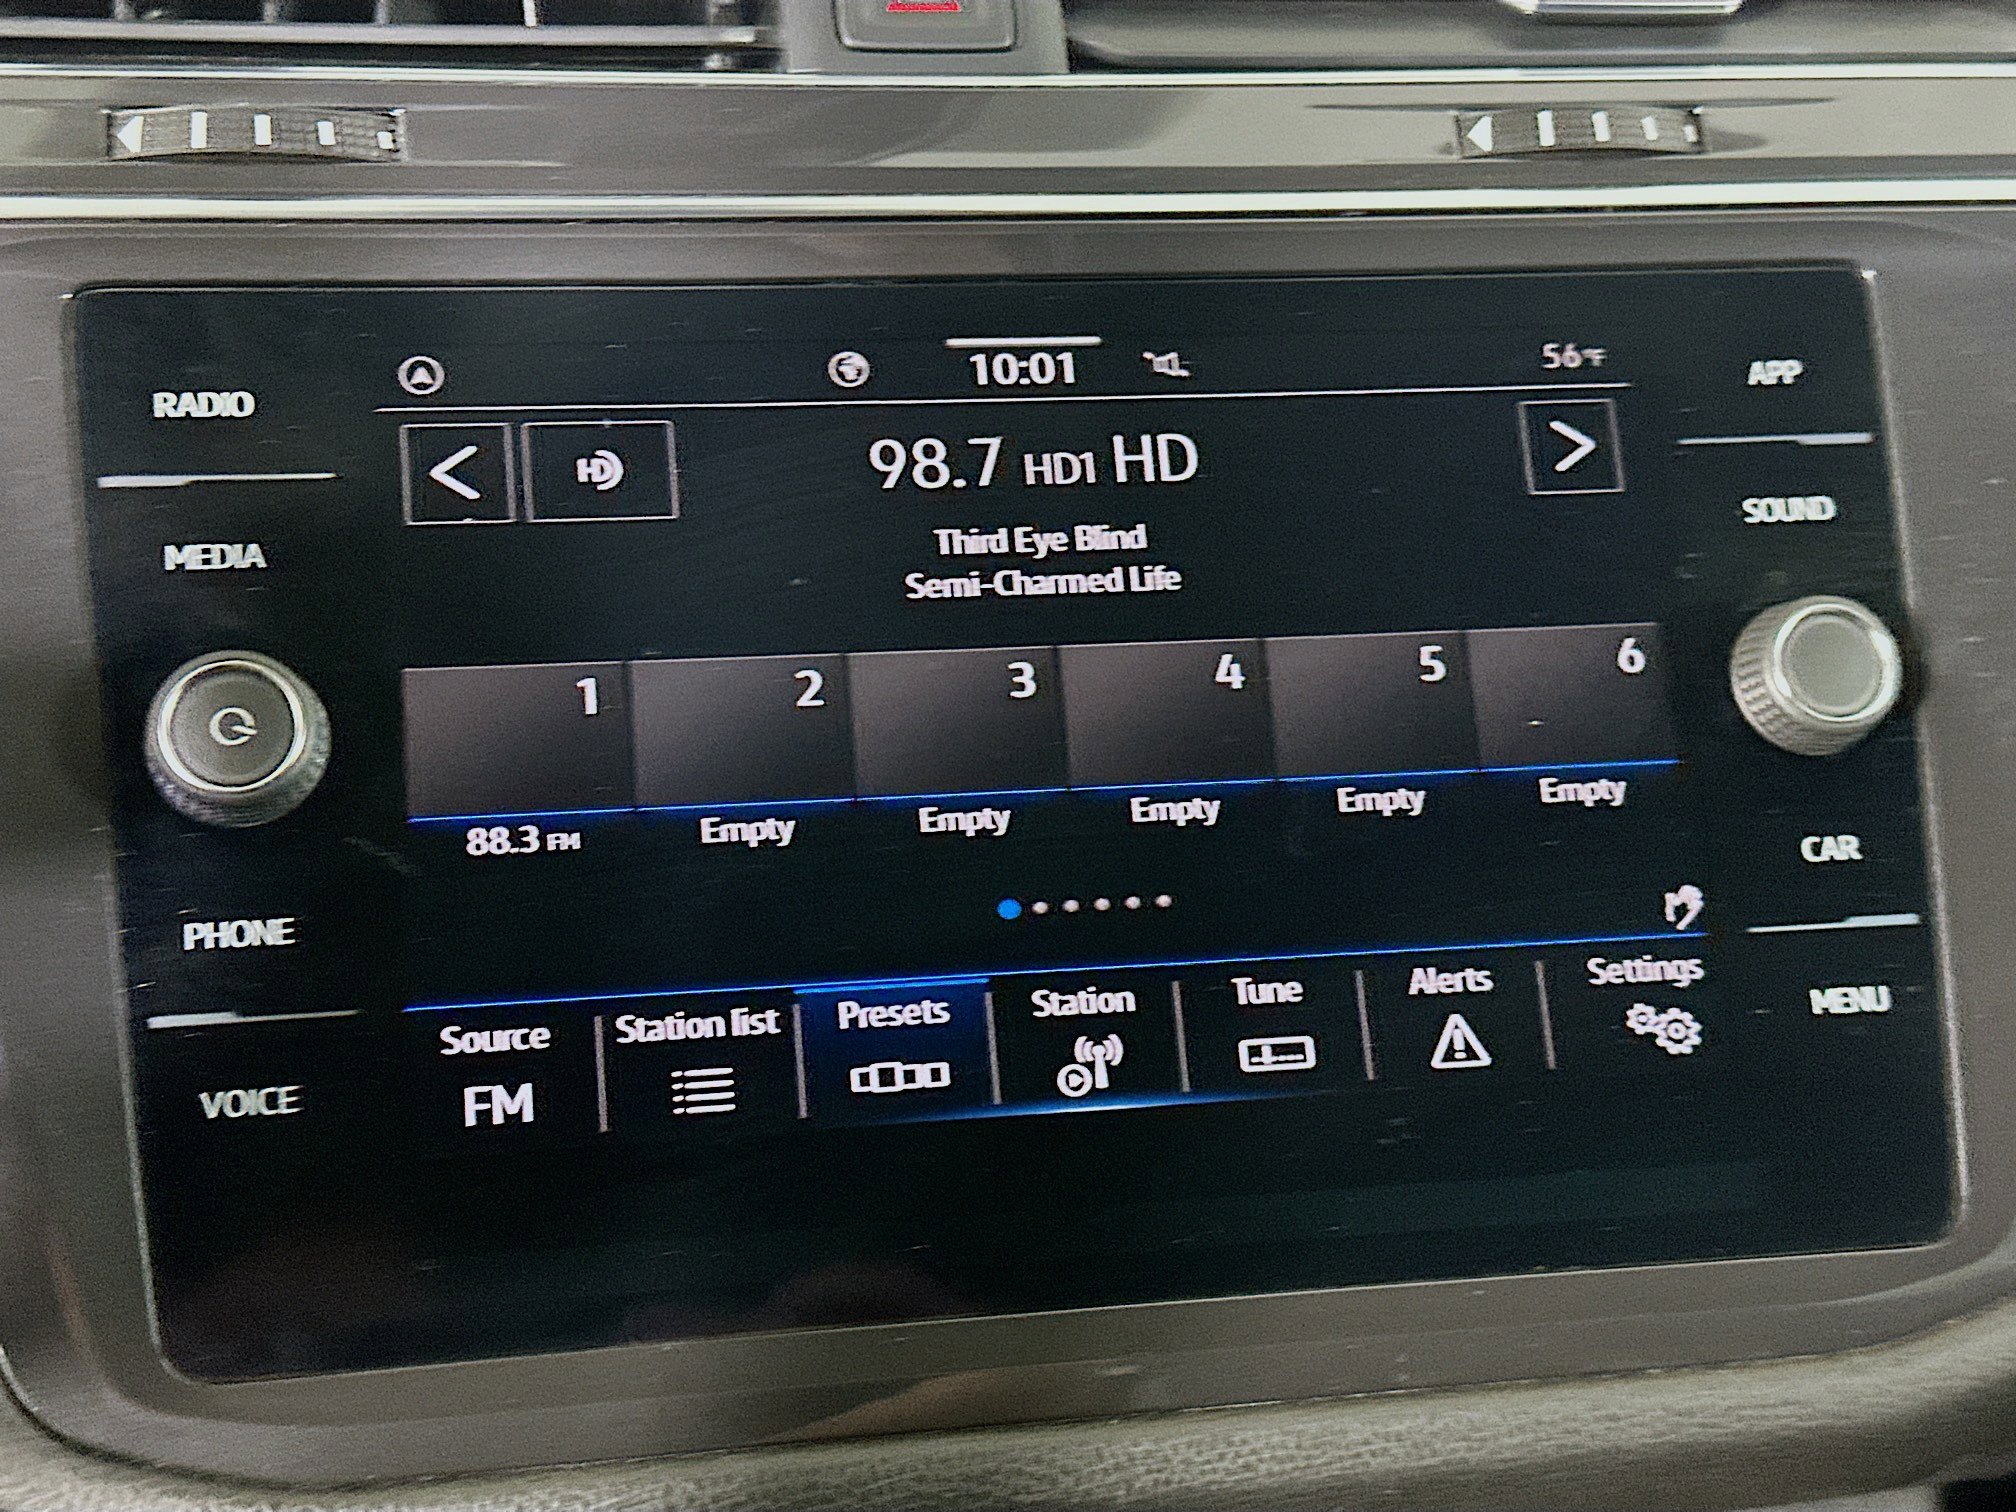 10:01
56°F
RADIO
MEDIA
PHONE
VOICE
APP
SOUND
CAR
MENU
HD
98.7 HD1 HD
Third Eye Blind
Semi-Charmed Life
1 2 3 4 5 6
88.3 FM Empty Empty Empty Empty Empty
Source Station list Presets Station Tune Alerts Settings
FM